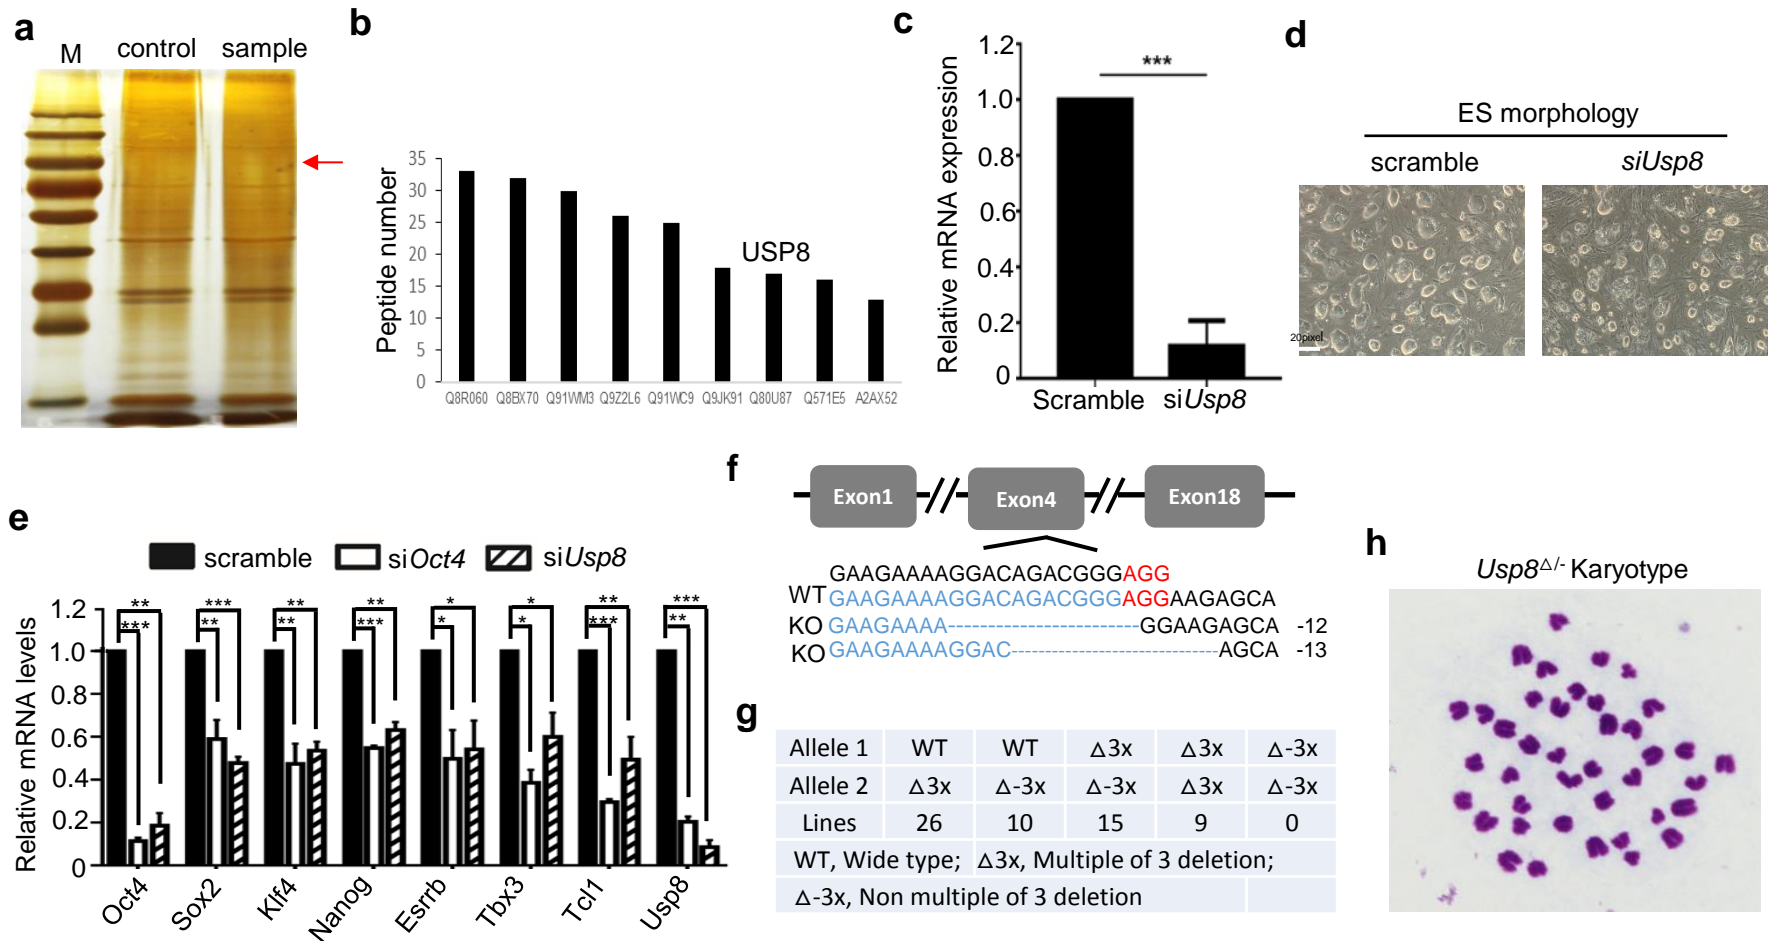 a
M control sample
b
Peptide number
35
30
25
20
15
10
5
0
USP8
Q8R060 Q8BX70 Q91WM3 Q9Z2L6 Q91WC9 Q9JK91 Q80U87 Q571E5 A2AX52
c
Relative mRNA expression
1.2
1.0
0.8
0.6
0.4
0.2
0
***
Scramble siUsp8
d
ES morphology
scramble siUsp8
20pixel
e
scramble siOct4 siUsp8
Relative mRNA levels
1.2
1.0
0.8
0.6
0.4
0.2
0
** *** ** ** * * ** ***
*** ** ** *** * * *** **
Oct4 Sox2 Klf4 Nanog Esrrb Tbx3 Tcl1 Usp8
f
Exon1 Exon4 Exon18
GAAGAAAAGGACAGACGGGAGG
WT GAAGAAAAGGACAGACGGGAGGAAGAGCA
KO GAAGAAAA------------------------GGAAGAGCA -12
KO GAAGAAAAGGAC--------------------------AGCA -13
g
Allele 1 WT WT △3x △3x △-3x
Allele 2 △3x △-3x △-3x △3x △-3x
Lines 26 10 15 9 0
WT, Wide type; △3x, Multiple of 3 deletion;
△-3x, Non multiple of 3 deletion
h
Usp8△/- Karyotype